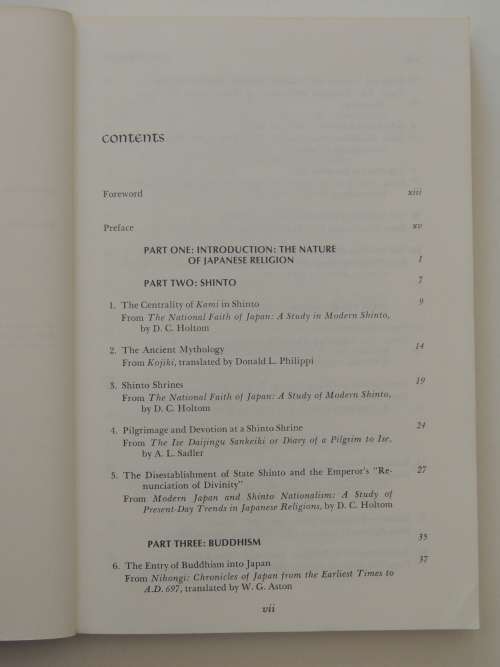 contents
Foreword xiii
Preface xv
PART ONE: INTRODUCTION: THE NATURE
OF JAPANESE RELIGION 1
PART TWO: SHINTO 7
1. The Centrality of Kami in Shinto 9
From The National Faith of Japan: A Study in Modern Shinto,
by D. C. Holtom
2. The Ancient Mythology 14
From Kojiki, translated by Donald L. Philippi
3. Shinto Shrines 19
From The National Faith of Japan: A Study of Modern Shinto,
by D. C. Holtom
4. Pilgrimage and Devotion at a Shinto Shrine 24
From The Ise Daijingu Sankeiki or Diary of a Pilgrim to Ise,
by A. L. Sadler
5. The Disestablishment of State Shinto and the Emperor's "Re- 27
nunciation of Divinity"
From Modern Japan and Shinto Nationalism: A Study of
Present-Day Trends in Japanese Religions, by D. C. Holtom
PART THREE: BUDDHISM 35
6. The Entry of Buddhism into Japan 37
From Nihongi: Chronicles of Japan from the Earliest Times to
A.D. 697, translated by W. G. Aston
vii